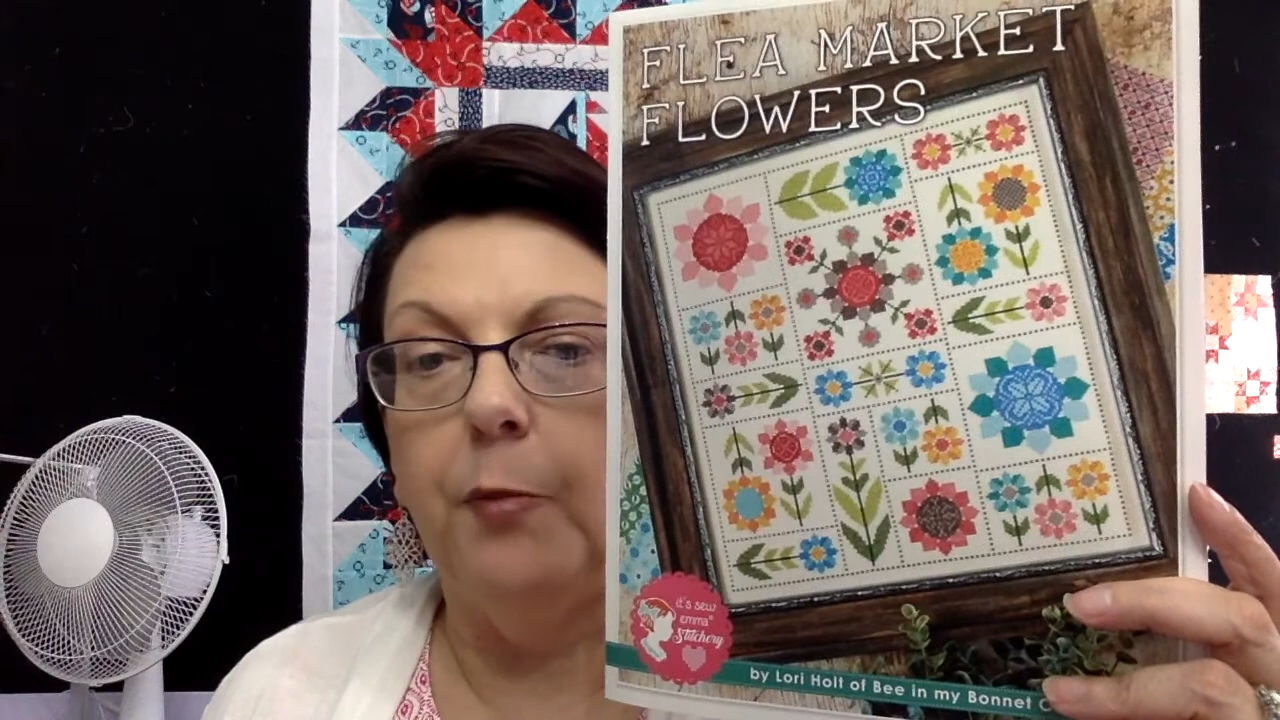 FLEA MARKET
FLOWERS
it's sew
emma®
Stitchery
by Lori Holt of Bee in my Bonnet